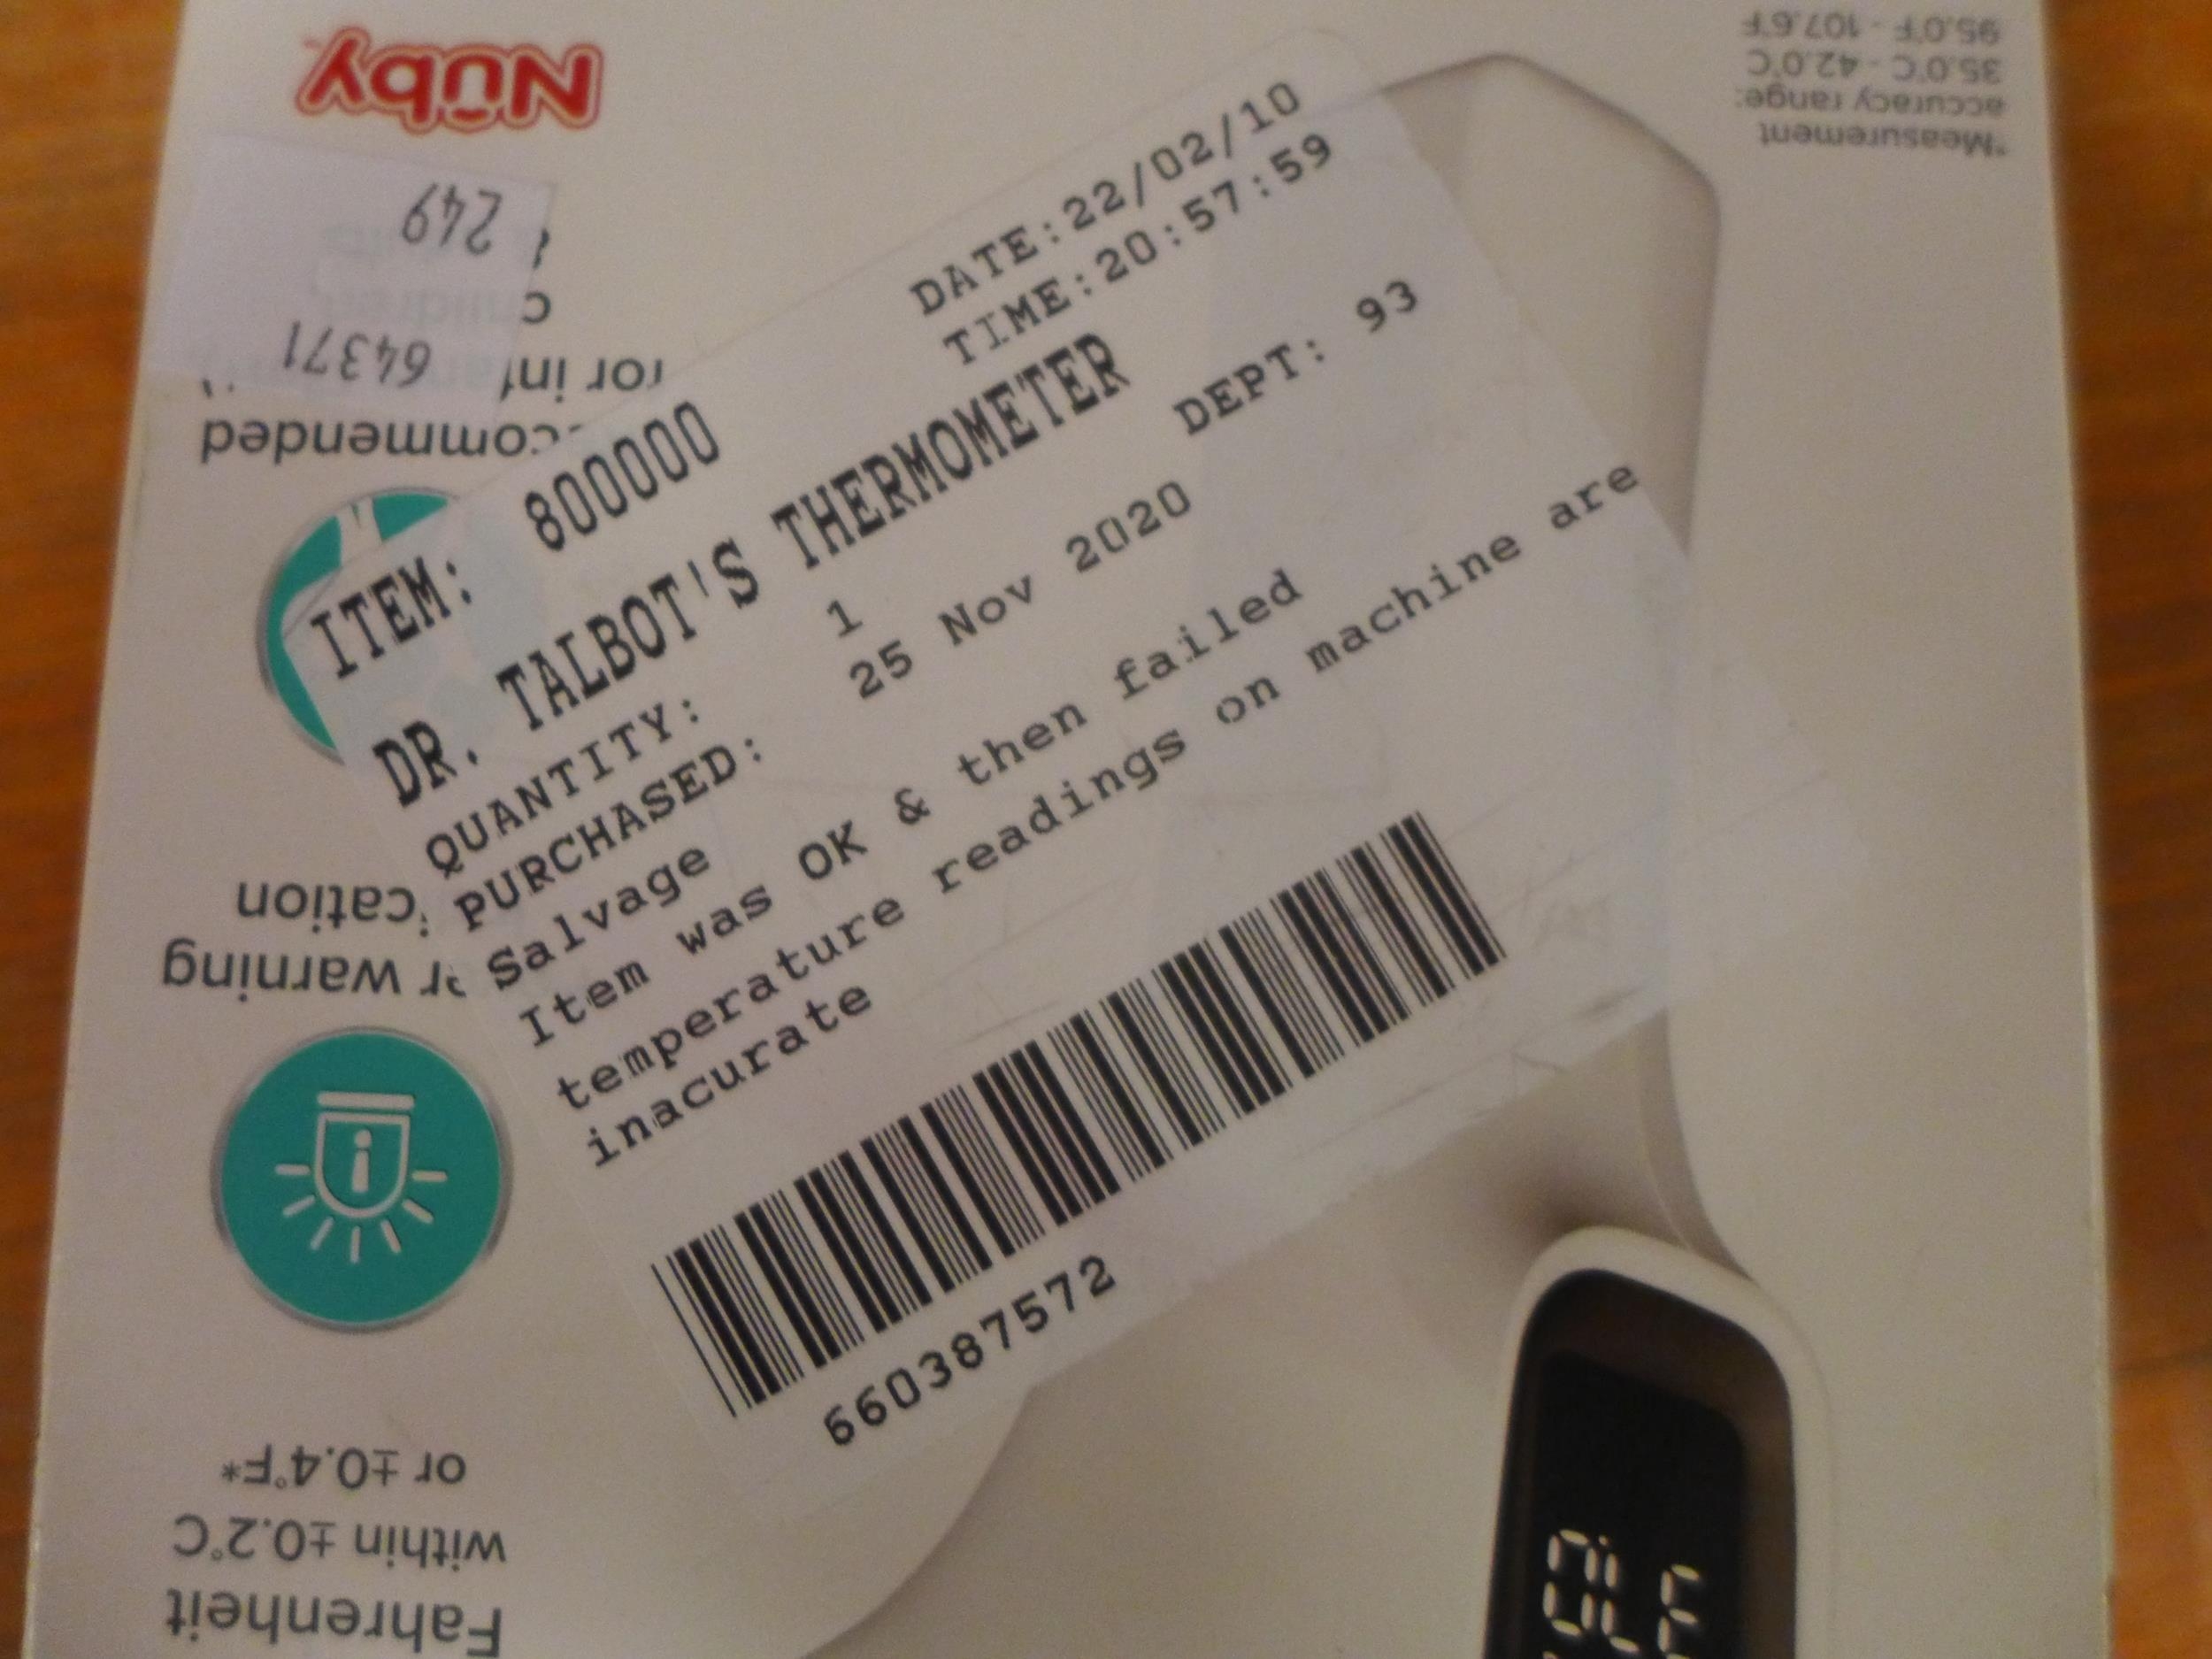 DATE:22/02/10
TIME:20:57:59
ITEM: 800000
DR. TALBOT'S THERMOMETER
QUANTITY: 1 DEPT: 93
PURCHASED: 25 Nov 2020
Salvage
Item was OK & then failed
temperature readings on machine are
inacurate
660387572
Fahrenheit
within ±0.2°C
or ±0.4°F*
warning
64371
249
Nûby
*Measurement
accuracy range:
35.0°C - 42.0°C
95.0°F - 107.6°F